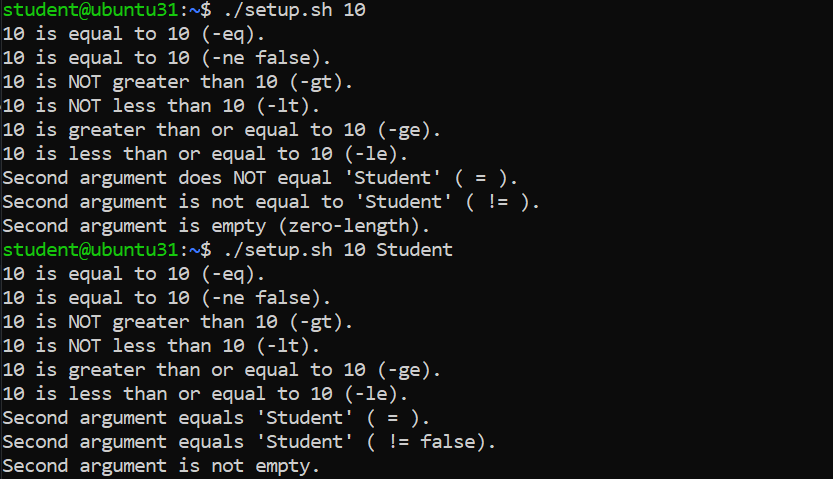 student@ubuntu31:~$ ./setup.sh 10
10 is equal to 10 (-eq).
10 is equal to 10 (-ne false).
10 is NOT greater than 10 (-gt).
10 is NOT less than 10 (-lt).
10 is greater than or equal to 10 (-ge).
10 is less than or equal to 10 (-le).
Second argument does NOT equal 'Student' ( = ).
Second argument is not equal to 'Student' ( != ).
Second argument is empty (zero-length).
student@ubuntu31:~$ ./setup.sh 10 Student
10 is equal to 10 (-eq).
10 is equal to 10 (-ne false).
10 is NOT greater than 10 (-gt).
10 is NOT less than 10 (-lt).
10 is greater than or equal to 10 (-ge).
10 is less than or equal to 10 (-le).
Second argument equals 'Student' ( = ).
Second argument equals 'Student' ( != false).
Second argument is not empty.